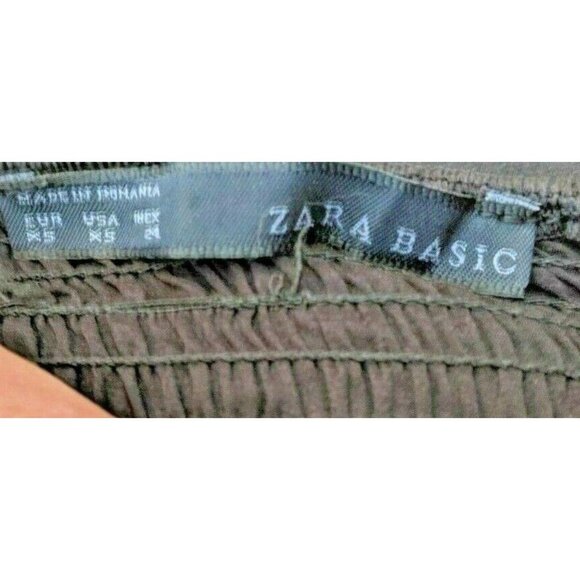 MADE IN ROMANIA
EUR USA MEX
XS XS 24
ZARA BASIC